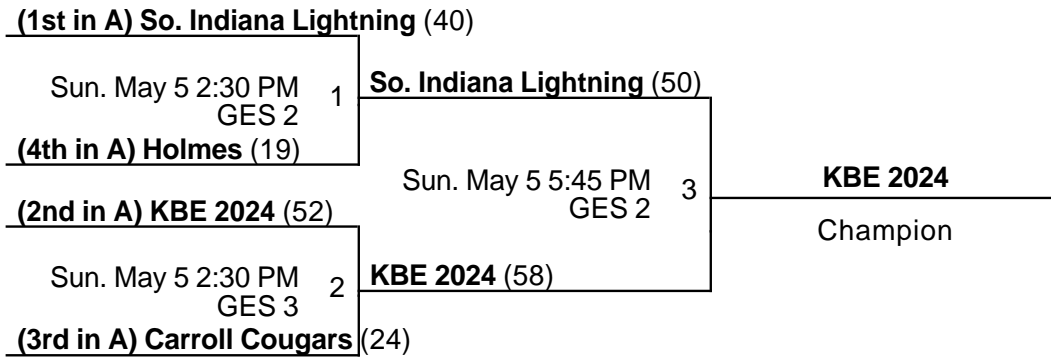 (1st in A) So. Indiana Lightning (40)
Sun. May 5 2:30 PM 1
GES 2
(4th in A) Holmes (19)
So. Indiana Lightning (50)
(2nd in A) KBE 2024 (52)
Sun. May 5 2:30 PM 2
GES 3
(3rd in A) Carroll Cougars (24)
KBE 2024 (58)
Sun. May 5 5:45 PM 3
GES 2
KBE 2024
Champion